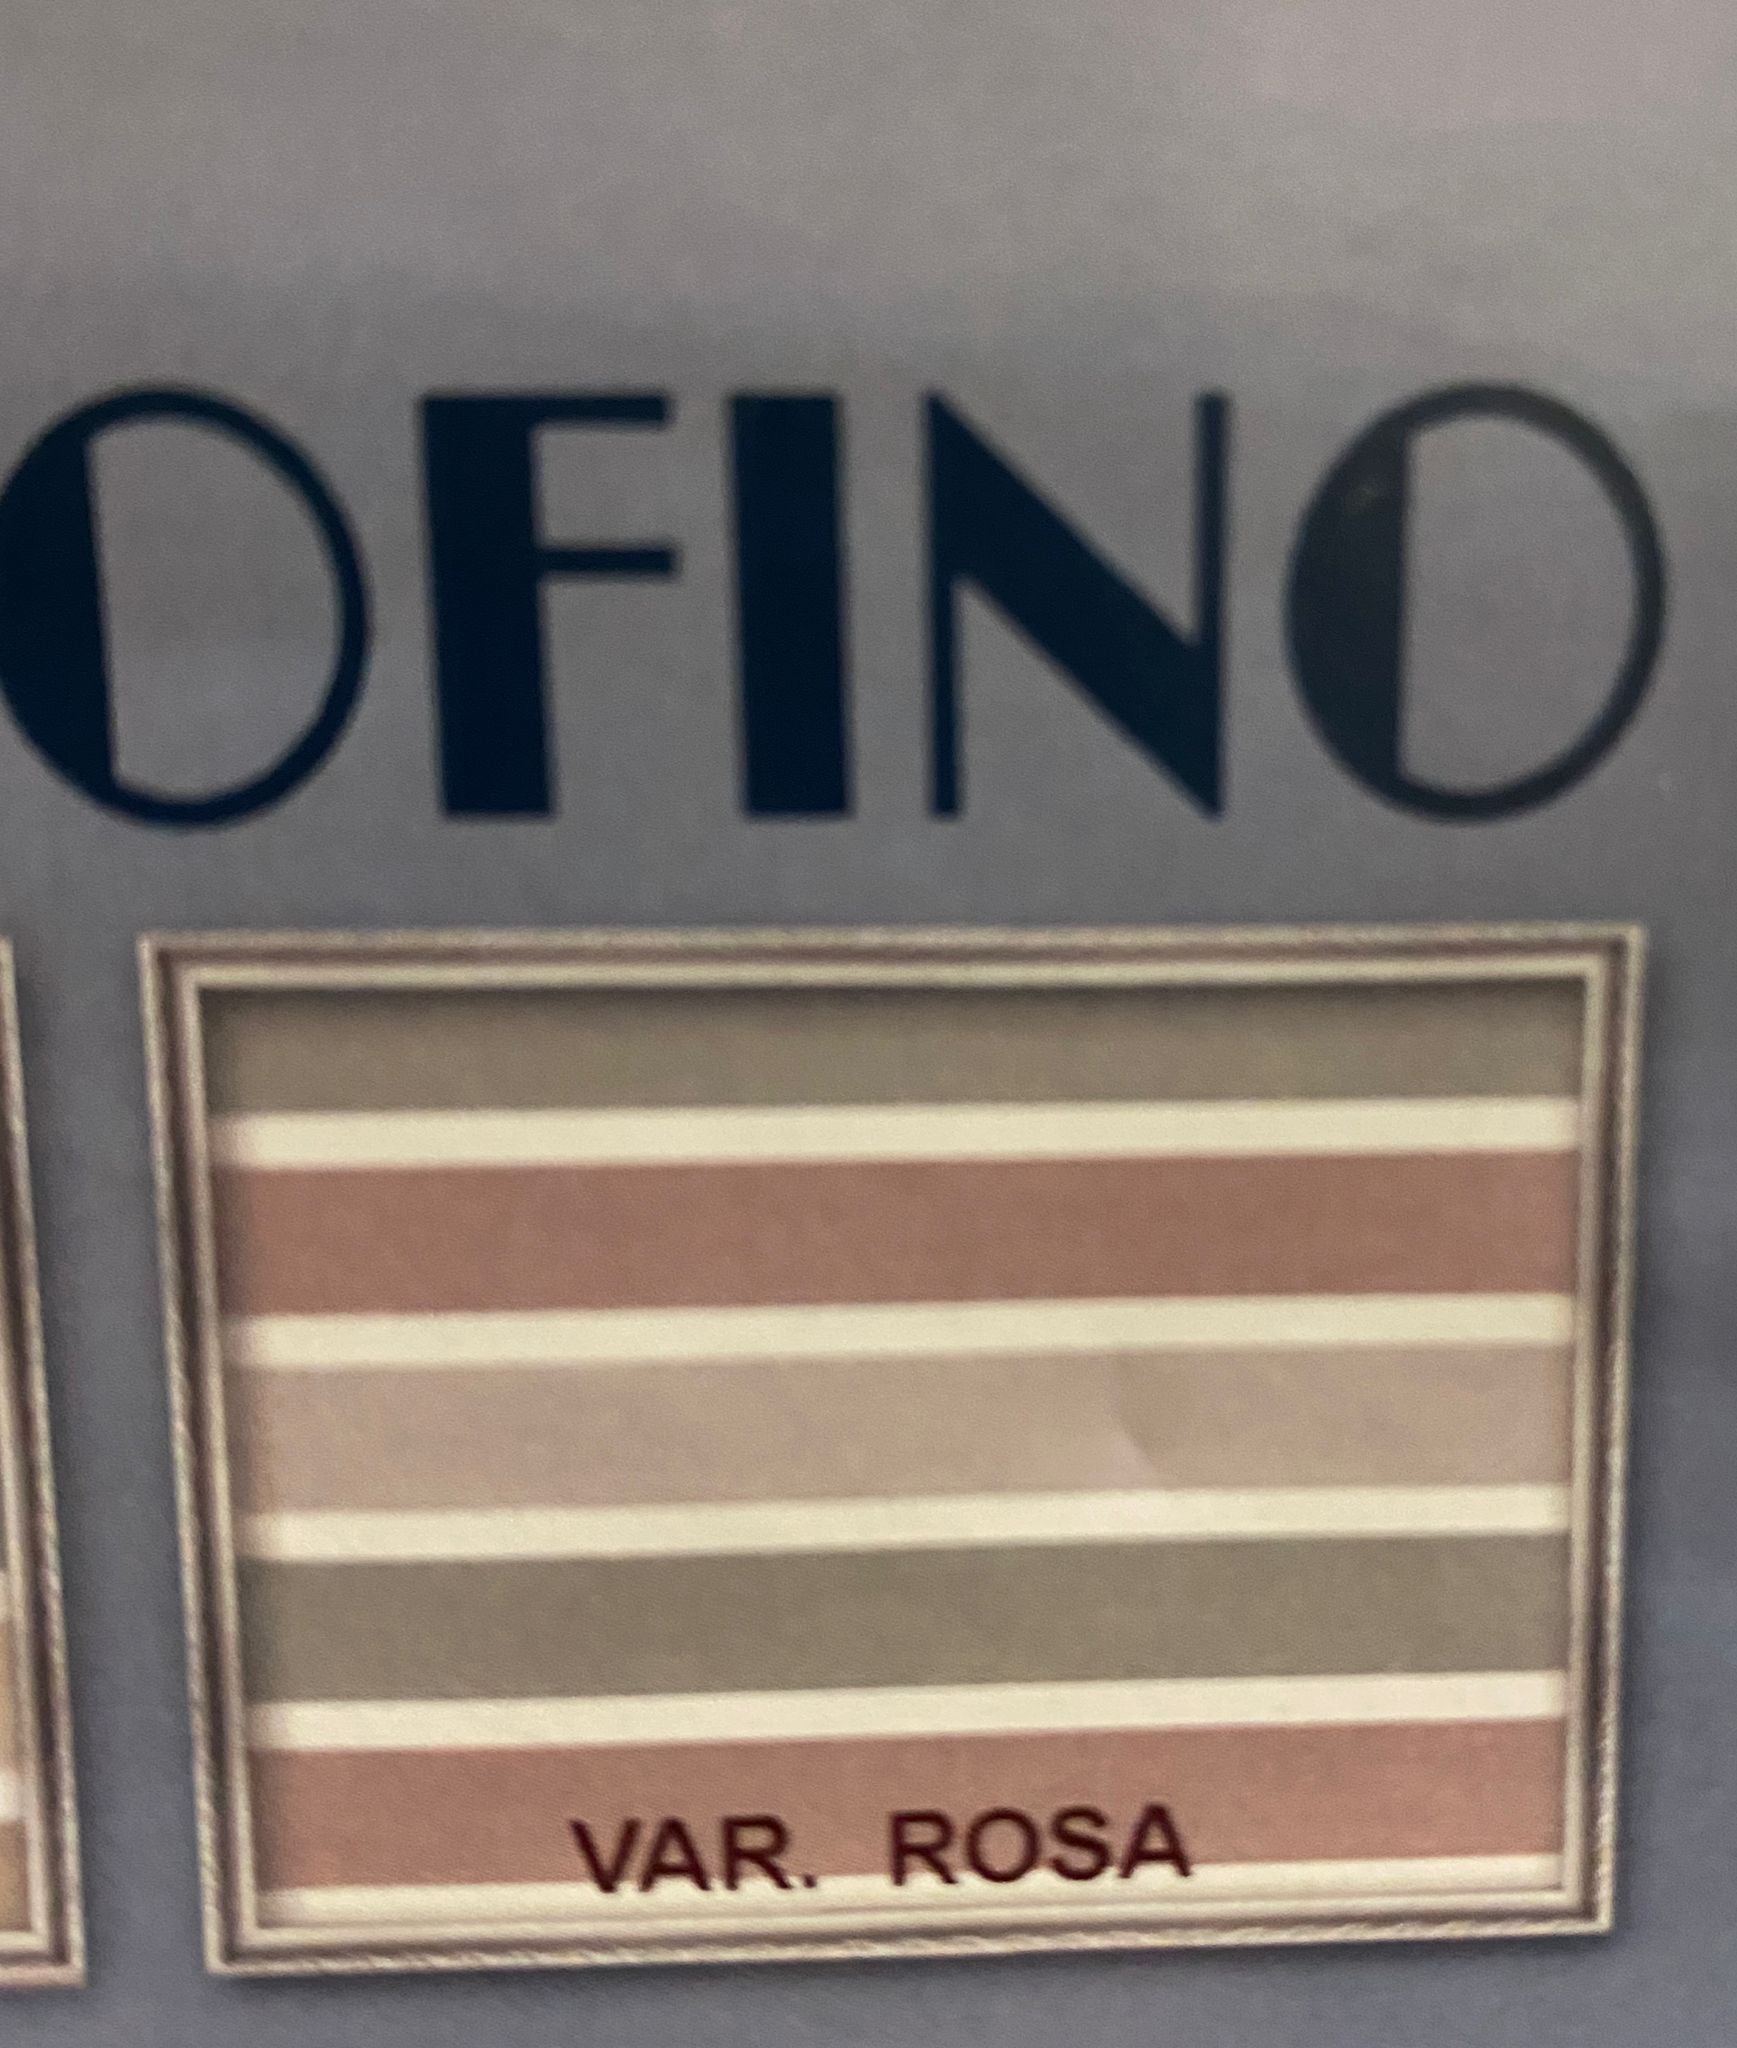 OFINO
VAR. ROSA